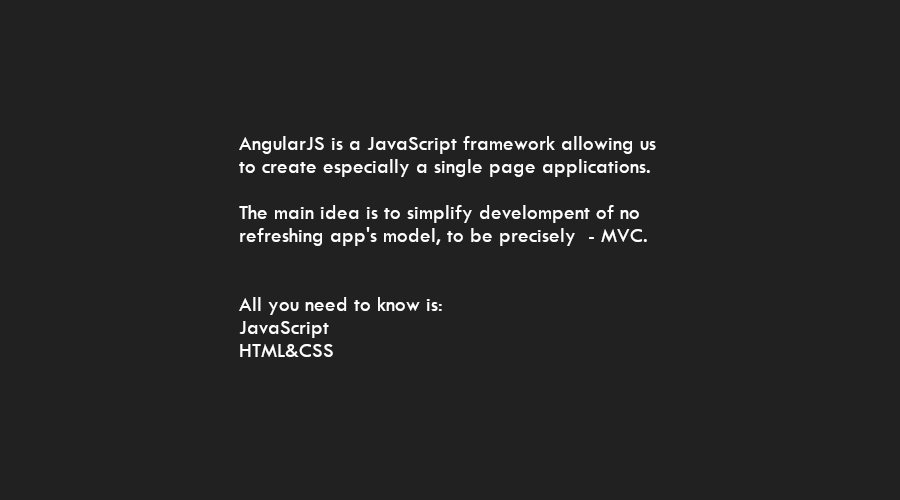 AngularJS is a JavaScript framework allowing us
to create especially a single page applications.
The main idea is to simplify develompent of no
refreshing app's model, to be precisely  - MVC.
All you need to know is:
JavaScript
HTML&CSS